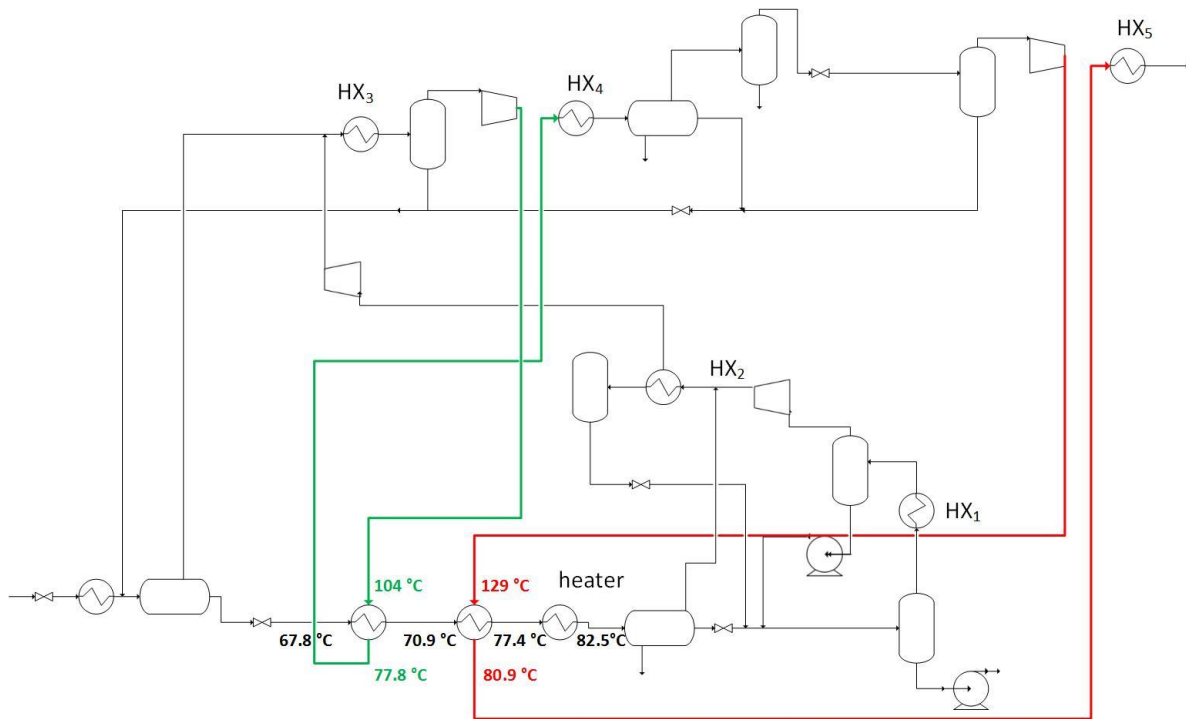 HX₅
HX₄
HX₃
HX₂
HX₁
heater
104 °C
129 °C
67.8 °C
70.9 °C
77.4 °C
82.5°C
77.8 °C
80.9 °C